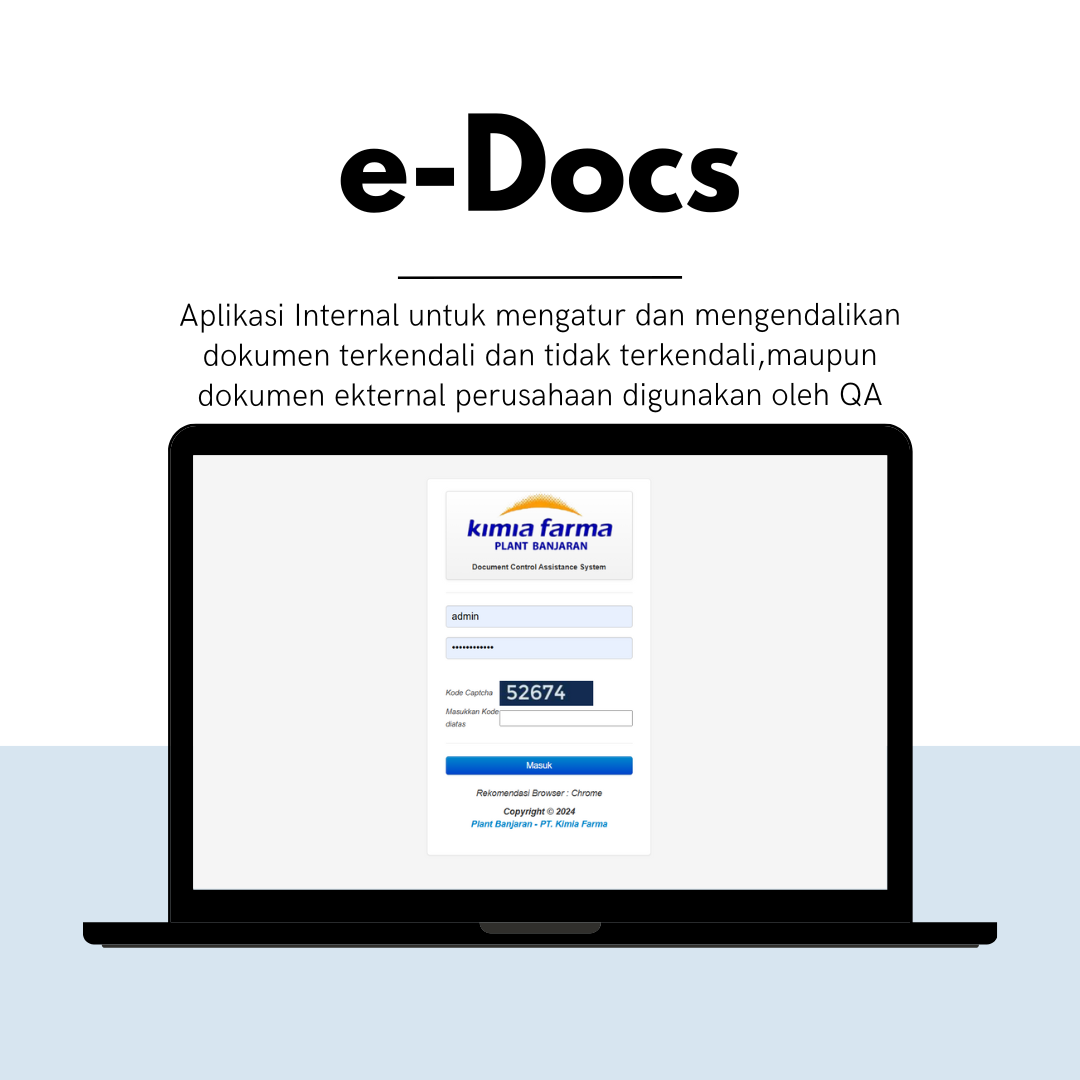 e-Docs
Aplikasi Internal untuk mengatur dan mengendalikan
dokumen terkendali dan tidak terkendali,maupun
dokumen ekternal perusahaan digunakan oleh QA
kimia farma
PLANT BANJARAN
Document Control Assistance System
admin
••••••••••••
Kode Captcha 52674
Masukkan Kode
diatas
Masuk
Rekomendasi Browser : Chrome
Copyright © 2024
Plant Banjaran - PT. Kimia Farma